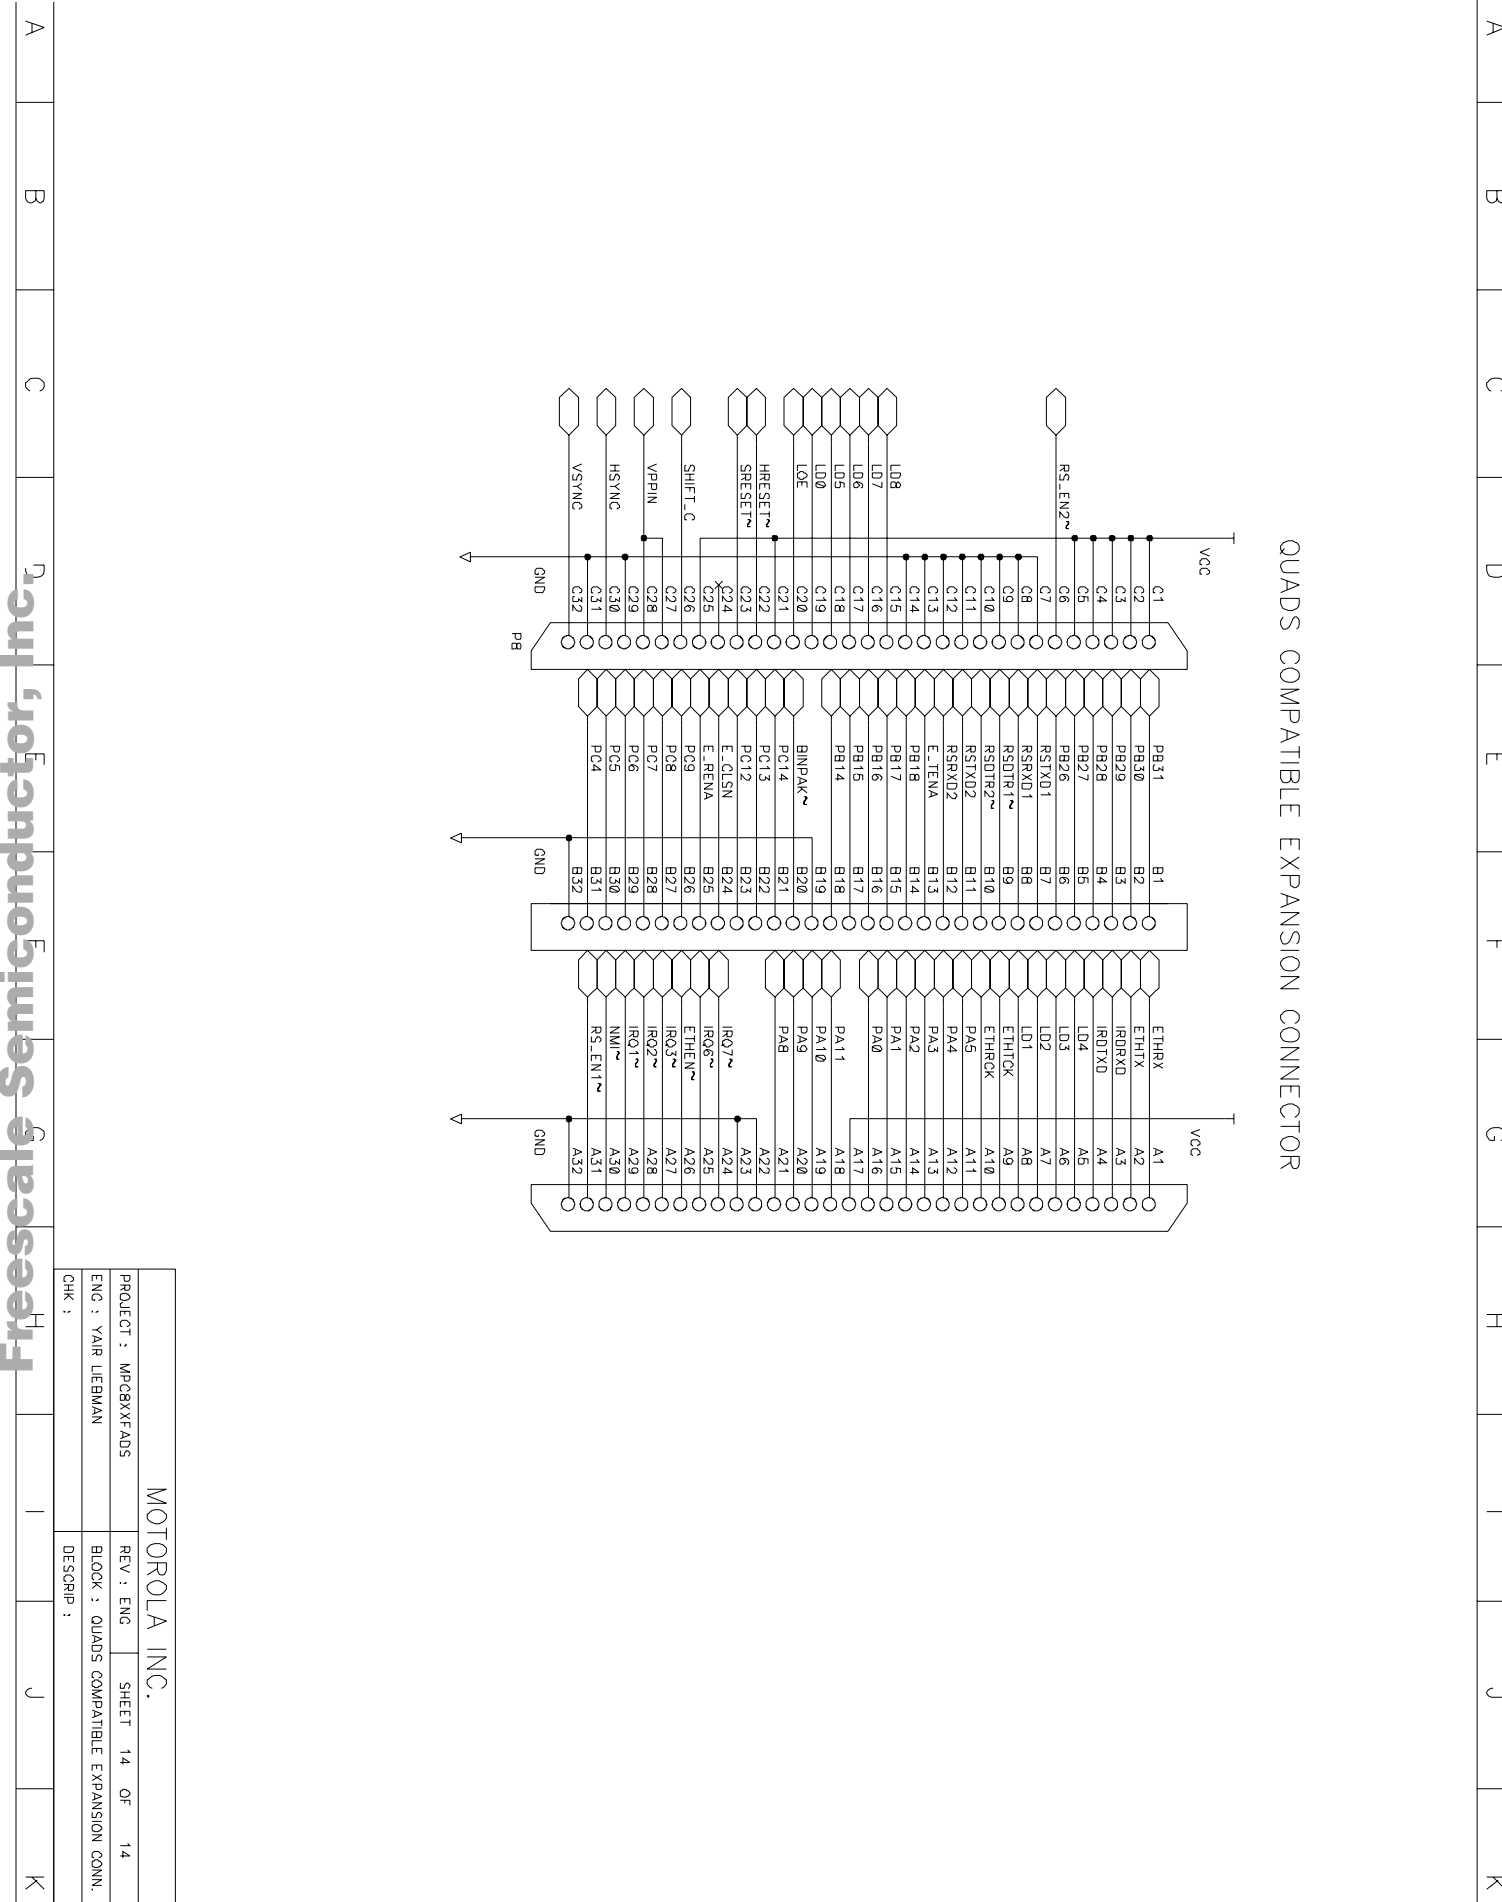 A
B
C
D
E
F
G
H
I
J
K
QUADS COMPATIBLE EXPANSION CONNECTOR
VCC
RS_EN2~
LD8
LD7
LD6
LD5
LD0
LOE
HRESET~
SRESET~
SHIFT_C
VPPIN
HSYNC
VSYNC
C1
C2
C3
C4
C5
C6
C7
C8
C9
C10
C11
C12
C13
C14
C15
C16
C17
C18
C19
C20
C21
C22
C23
C24
C25
C26
C27
C28
C29
C30
C31
C32
GND
P8
PB31
PB30
PB29
PB28
PB27
PB26
RSTXD1
RSRXD1
RSDTR1~
RSDTR2~
RSTXD2
RSRXD2
E_TENA
PB18
PB17
PB16
PB15
PB14
BINPAK~
PC14
PC13
PC12
E_CLSN
E_RENA
PC9
PC8
PC7
PC6
PC5
PC4
B1
B2
B3
B4
B5
B6
B7
B8
B9
B10
B11
B12
B13
B14
B15
B16
B17
B18
B19
B20
B21
B22
B23
B24
B25
B26
B27
B28
B29
B30
B31
B32
GND
VCC
ETHRX
ETHTX
IRDRXD
IRDTXD
LD4
LD3
LD2
LD1
ETHTCK
ETHRCK
PA5
PA4
PA3
PA2
PA1
PA0
PA11
PA10
PA9
PA8
IRQ7~
IRQ6~
ETHEN~
IRQ3~
IRQ2~
IRQ1~
NMI~
RS_EN1~
A1
A2
A3
A4
A5
A6
A7
A8
A9
A10
A11
A12
A13
A14
A15
A16
A17
A18
A19
A20
A21
A22
A23
A24
A25
A26
A27
A28
A29
A30
A31
A32
GND
MOTOROLA INC.
PROJECT : MPC8XXFADS
REV : ENG
SHEET 14 OF 14
ENG : YAIR LIEBMAN
BLOCK : QUADS COMPATIBLE EXPANSION CONN.
CHK :
DESCRIP :
A
B
C
D
E
F
G
H
I
J
K
Freescale Semiconductor, Inc.